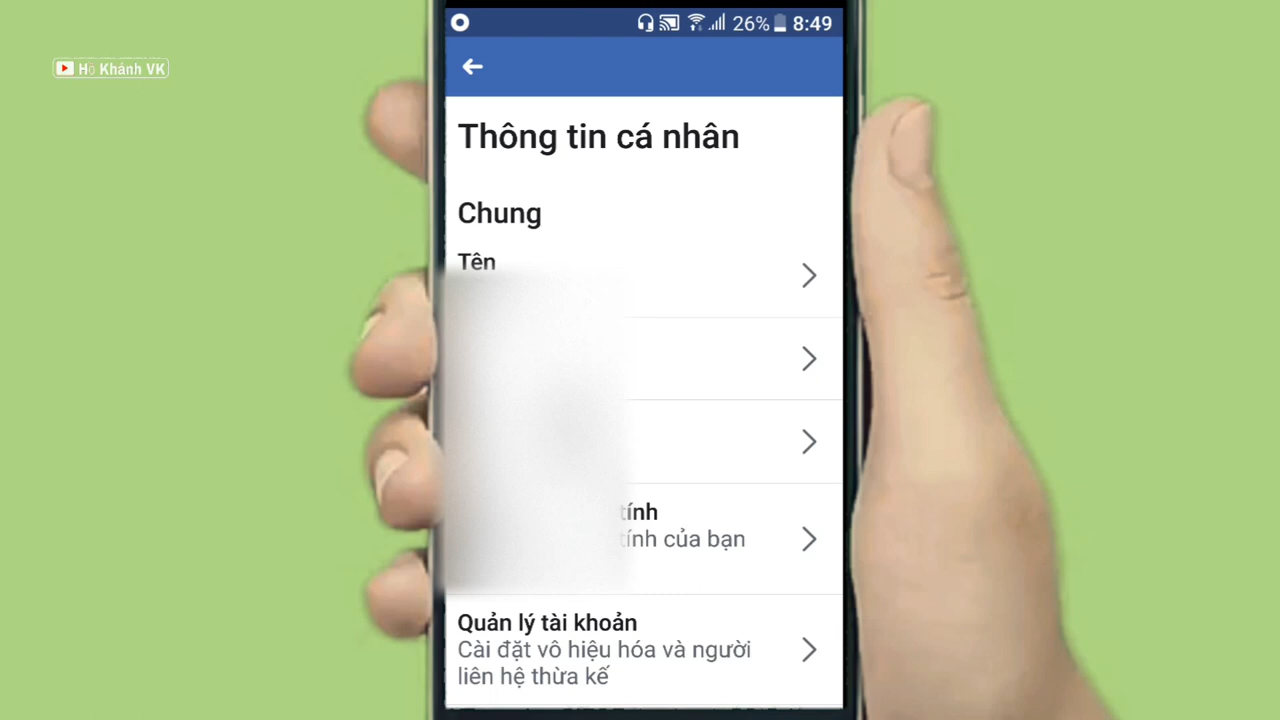 Hồ Khánh VK
26% 8:49
Thông tin cá nhân
Chung
Tên
tính
tính của bạn
Quản lý tài khoản
Cài đặt vô hiệu hóa và người
liên hệ thừa kế